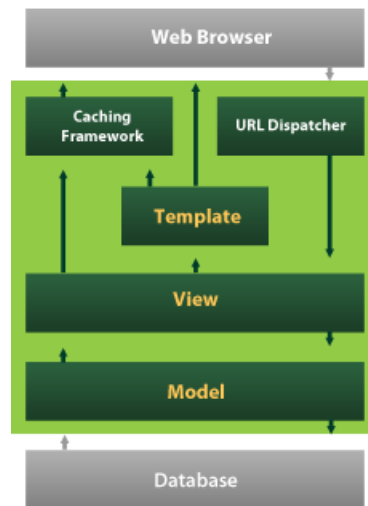 Web Browser
Caching
Framework
URL Dispatcher
Template
View
Model
Database